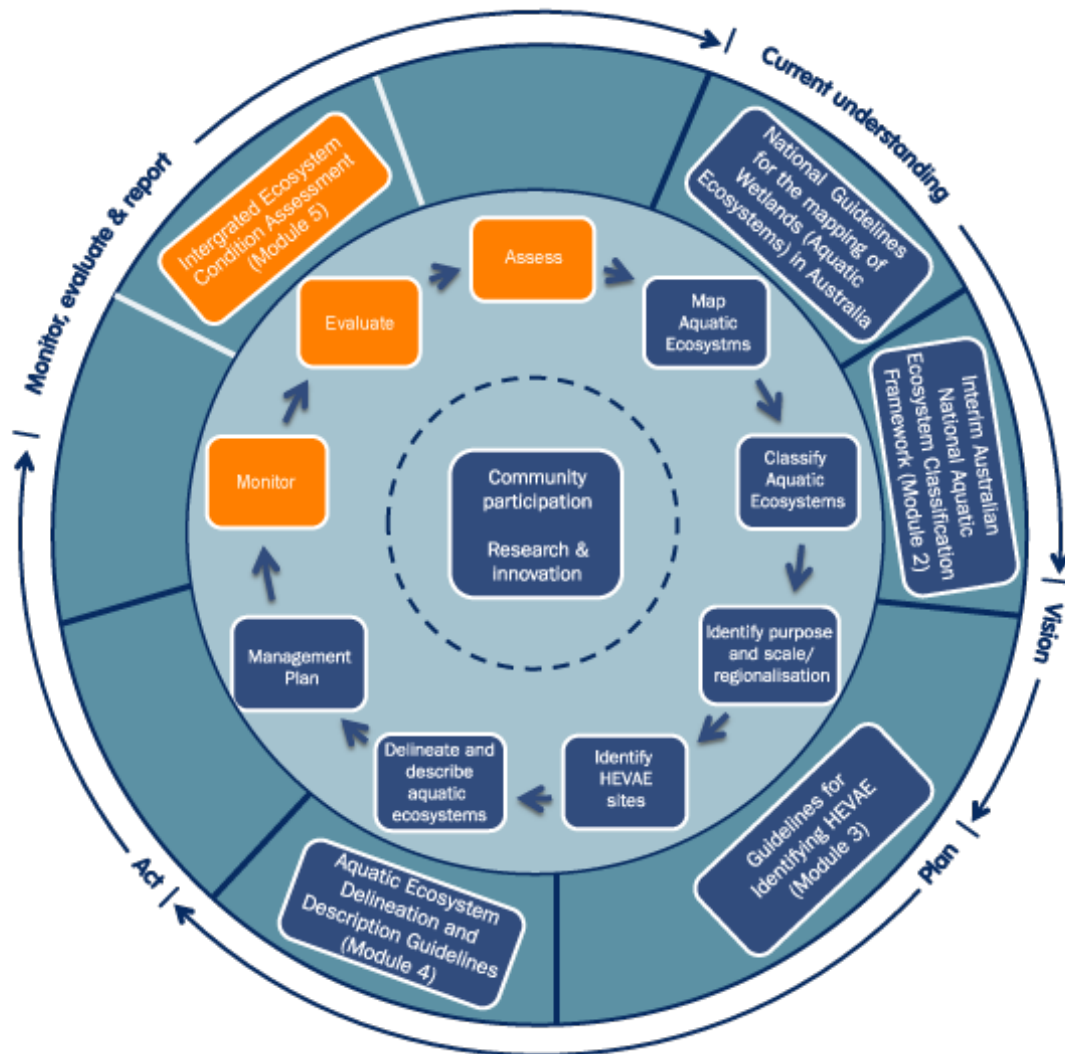 Current understanding
Vision
Plan
Act
Monitor, evaluate & report
National Guidelines
for the mapping of
Wetlands (Aquatic
Ecosystems) in Australia
Interim Australian
National Aquatic
Ecosystem Classification
Framework (Module 2)
Guidelines for
Identifying HEVAE
(Module 3)
Aquatic Ecosystem
Delineation and
Description Guidelines
(Module 4)
Intergrated Ecosystem
Condition Assessment
(Module 5)
Assess
Map
Aquatic
Ecosystms
Classify
Aquatic
Ecosystems
Identify purpose
and scale/
regionalisation
Identify
HEVAE
sites
Delineate and
describe
aquatic
ecosystems
Management
Plan
Monitor
Evaluate
Community
participation
Research &
innovation